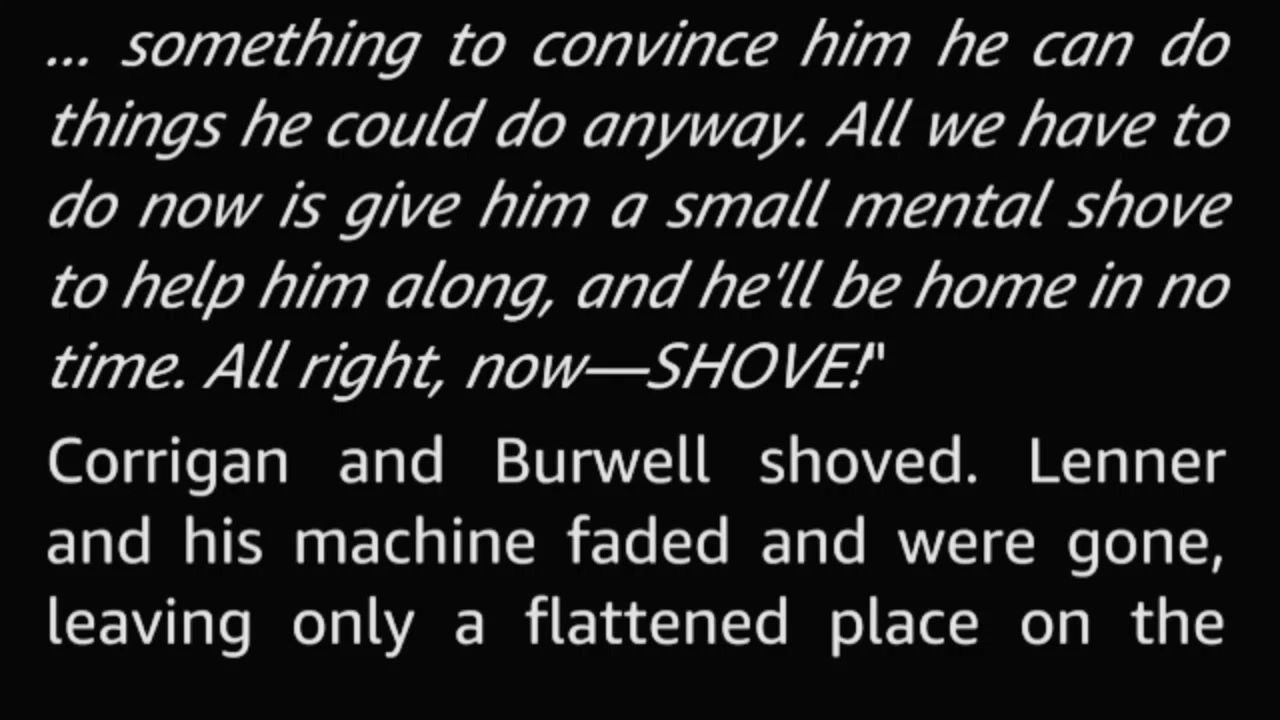 ... something to convince him he can do
things he could do anyway. All we have to
do now is give him a small mental shove
to help him along, and he'll be home in no
time. All right, now—SHOVE!"
Corrigan and Burwell shoved. Lenner
and his machine faded and were gone,
leaving only a flattened place on the